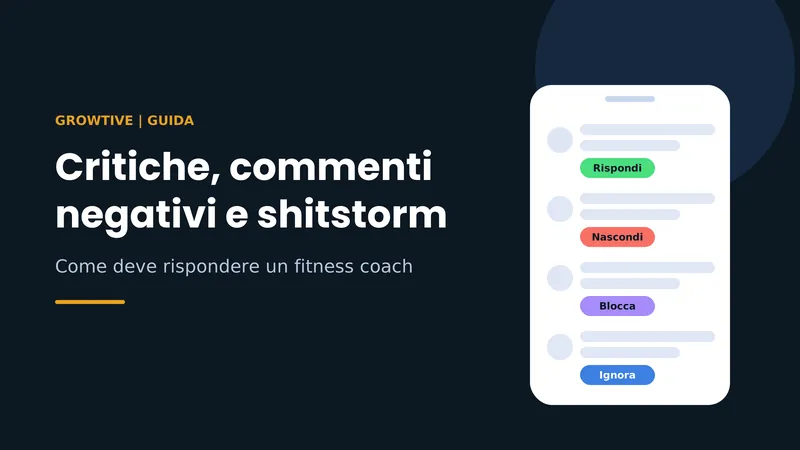 GROWTIVE | GUIDA
Critiche, commenti
negativi e shitstorm
Come deve rispondere un fitness coach
Rispondi
Nascondi
Blocca
Ignora